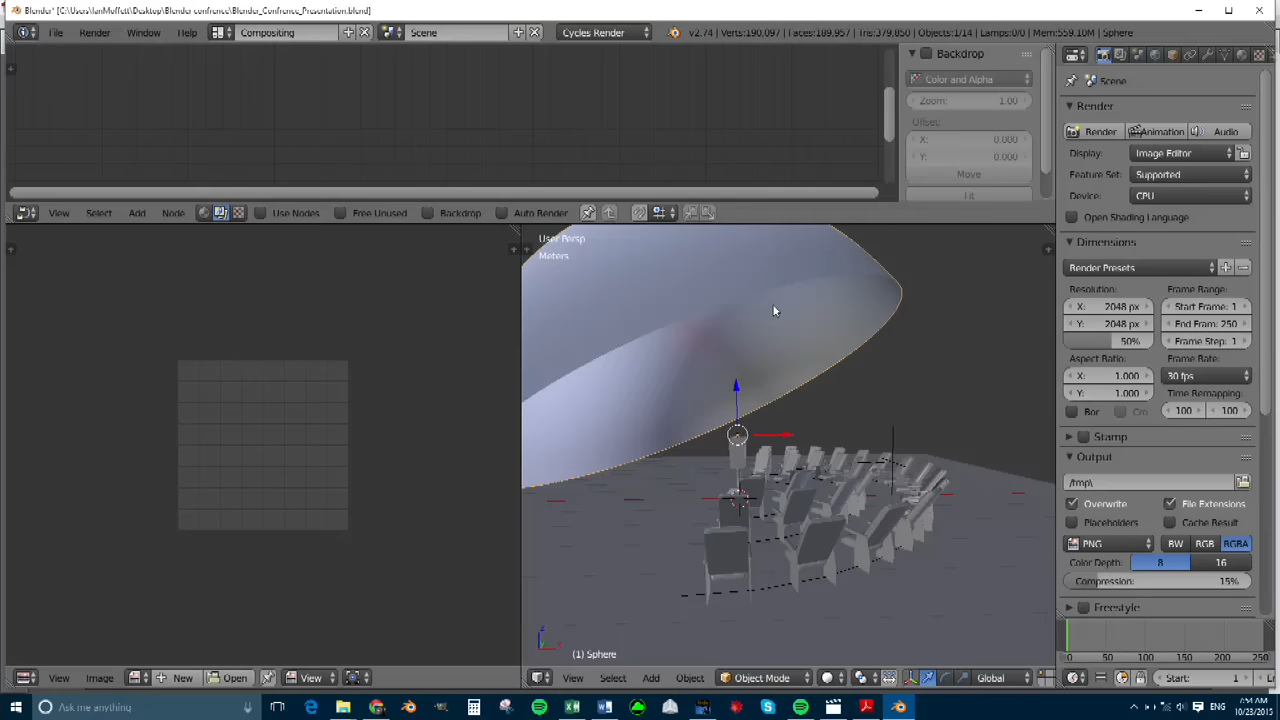 Blender* [C:\Users\IanMoffett\Desktop\Blender confrence\Blender_Confrence_Presentation.blend]
File Render Window Help Compositing Scene Cycles Render v2.74 | Verts:190,097 | Faces:189,957 | Tris:379,850 | Objects:1/14 | Lamps:0/0 | Mem:559.10M | Sphere
Backdrop
Color and Alpha
Zoom: 1.00
Offset:
X: 0.000
Y: 0.000
Move
Fit
View Select Add Node Use Nodes Free Unused Backdrop Auto Render
User Persp
Meters
(1) Sphere
View Image New Open View
View Select Add Object Object Mode Global
Scene
Render
Render Animation Audio
Display: Image Editor
Feature Set: Supported
Device: CPU
Open Shading Language
Dimensions
Render Presets
Resolution: Frame Range:
X: 2048 px Start Frame: 1
Y: 2048 px End Fram: 250
50% Frame Step: 1
Aspect Ratio: Frame Rate:
X: 1.000 30 fps
Y: 1.000 Time Remapping:
Bor Cro 100 100
Stamp
Output
/tmp\
Overwrite File Extensions
Placeholders Cache Result
PNG BW RGB RGBA
Color Depth: 8 16
Compression: 15%
Freestyle
0 50 100 150 200 250
Start: 1
Ask me anything
ENG
7:54 AM
10/23/2015